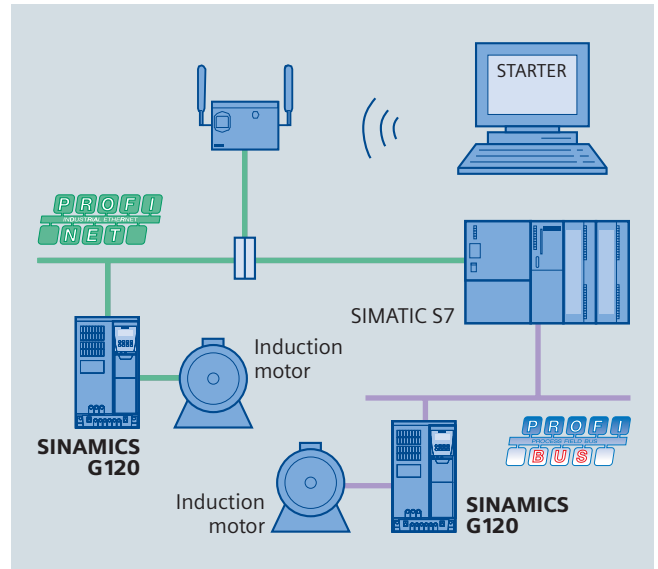 STARTER
PROFI
INDUSTRIAL ETHERNET
NET
SIMATIC S7
Induction
motor
SINAMICS
G120
PROFI
PROCESS FIELD BUS
BUS
Induction
motor
SINAMICS
G120